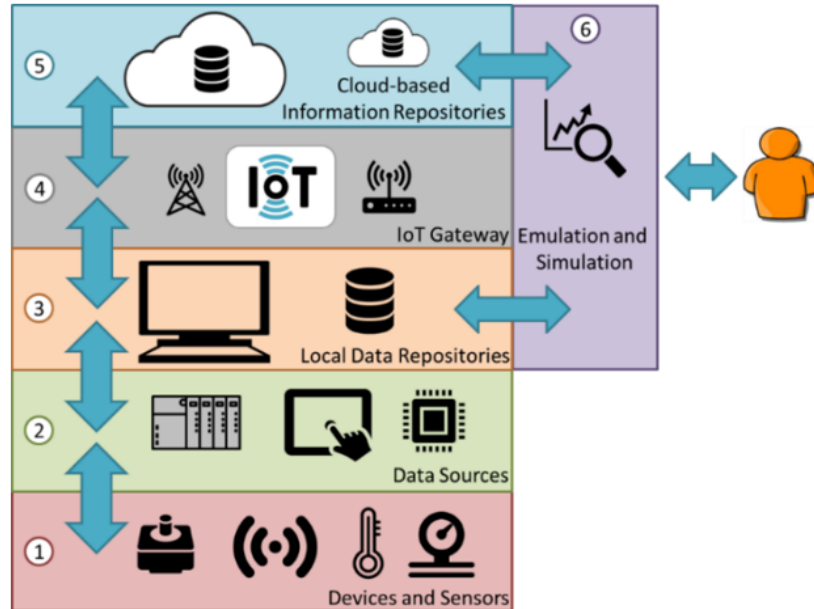 6
5
Cloud-based
Information Repositories
4
IoT
IoT Gateway
Emulation and
Simulation
3
Local Data Repositories
2
Data Sources
1
Devices and Sensors